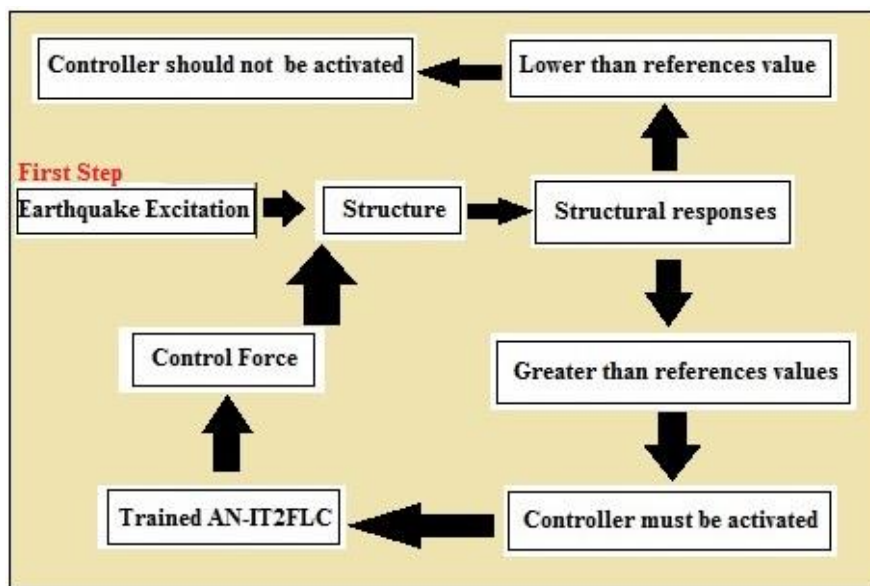 Controller should not be activated
Lower than references value
First Step
Earthquake Excitation
Structure
Structural responses
Control Force
Greater than references values
Trained AN-IT2FLC
Controller must be activated